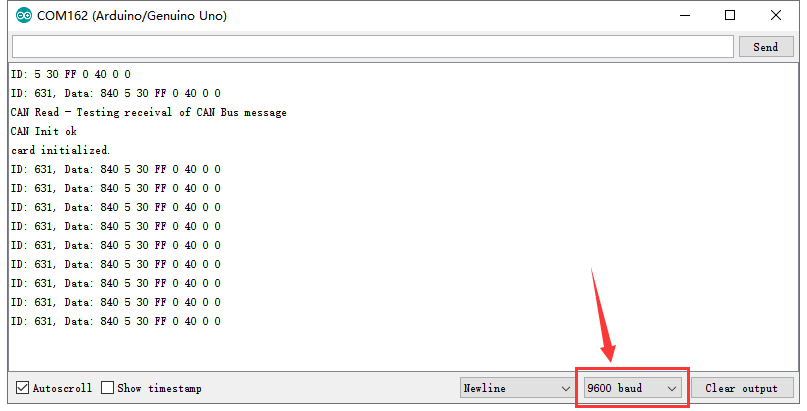 COM162 (Arduino/Genuino Uno)
Send
ID: 5 30 FF 0 40 0 0
ID: 631, Data: 840 5 30 FF 0 40 0 0
CAN Read - Testing receival of CAN Bus message
CAN Init ok
card initialized.
ID: 631, Data: 840 5 30 FF 0 40 0 0
ID: 631, Data: 840 5 30 FF 0 40 0 0
ID: 631, Data: 840 5 30 FF 0 40 0 0
ID: 631, Data: 840 5 30 FF 0 40 0 0
ID: 631, Data: 840 5 30 FF 0 40 0 0
ID: 631, Data: 840 5 30 FF 0 40 0 0
ID: 631, Data: 840 5 30 FF 0 40 0 0
ID: 631, Data: 840 5 30 FF 0 40 0 0
ID: 631, Data: 840 5 30 FF 0 40 0 0
Autoscroll Show timestamp Newline 9600 baud Clear output